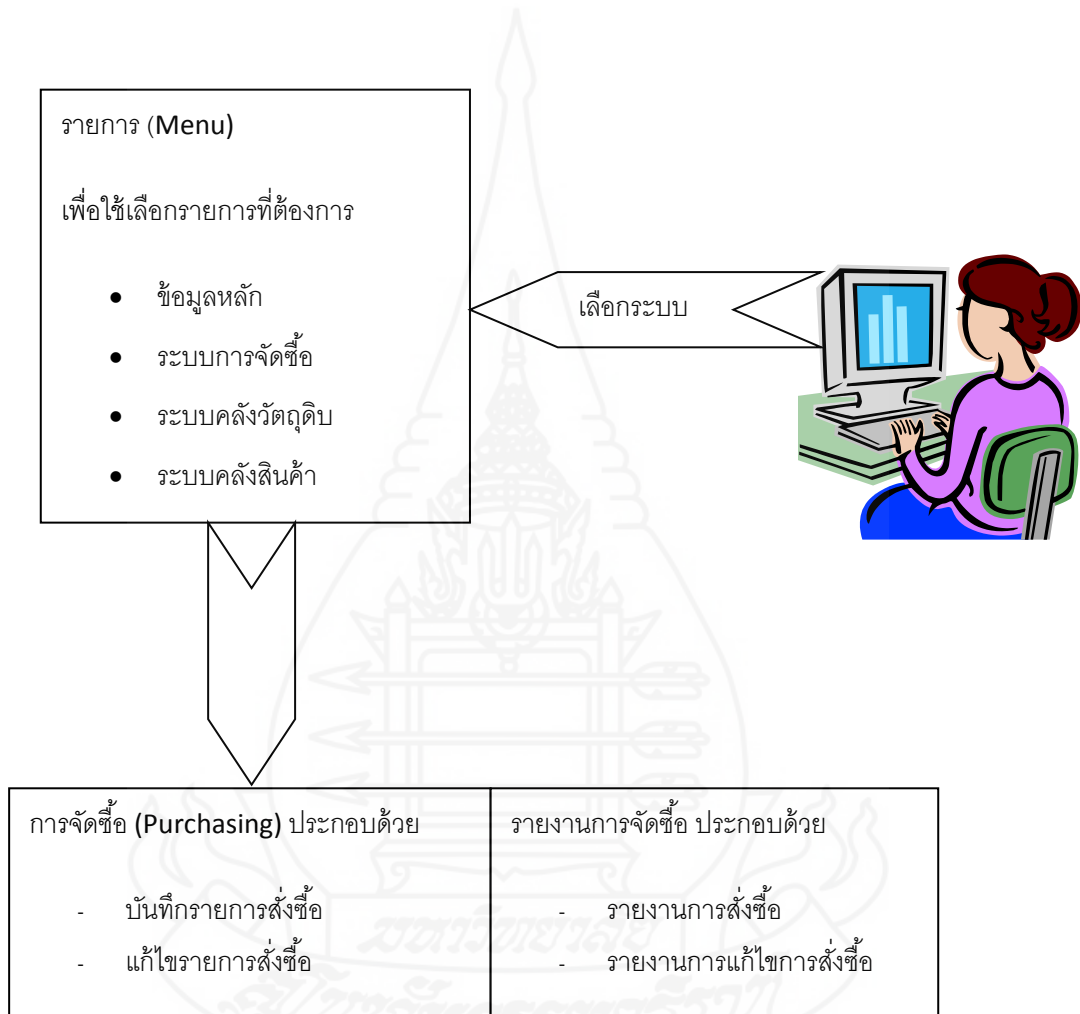 รายการ (Menu)
เพื่อใช้เลือกรายการที่ต้องการ
● ข้อมูลหลัก
● ระบบการจัดซื้อ
● ระบบคลังวัตถุดิบ
● ระบบคลังสินค้า
เลือกระบบ
การจัดซื้อ (Purchasing) ประกอบด้วย
- บันทึกรายการสั่งซื้อ
- แก้ไขรายการสั่งซื้อ
รายงานการจัดซื้อ ประกอบด้วย
- รายงานการสั่งซื้อ
- รายงานการแก้ไขการสั่งซื้อ